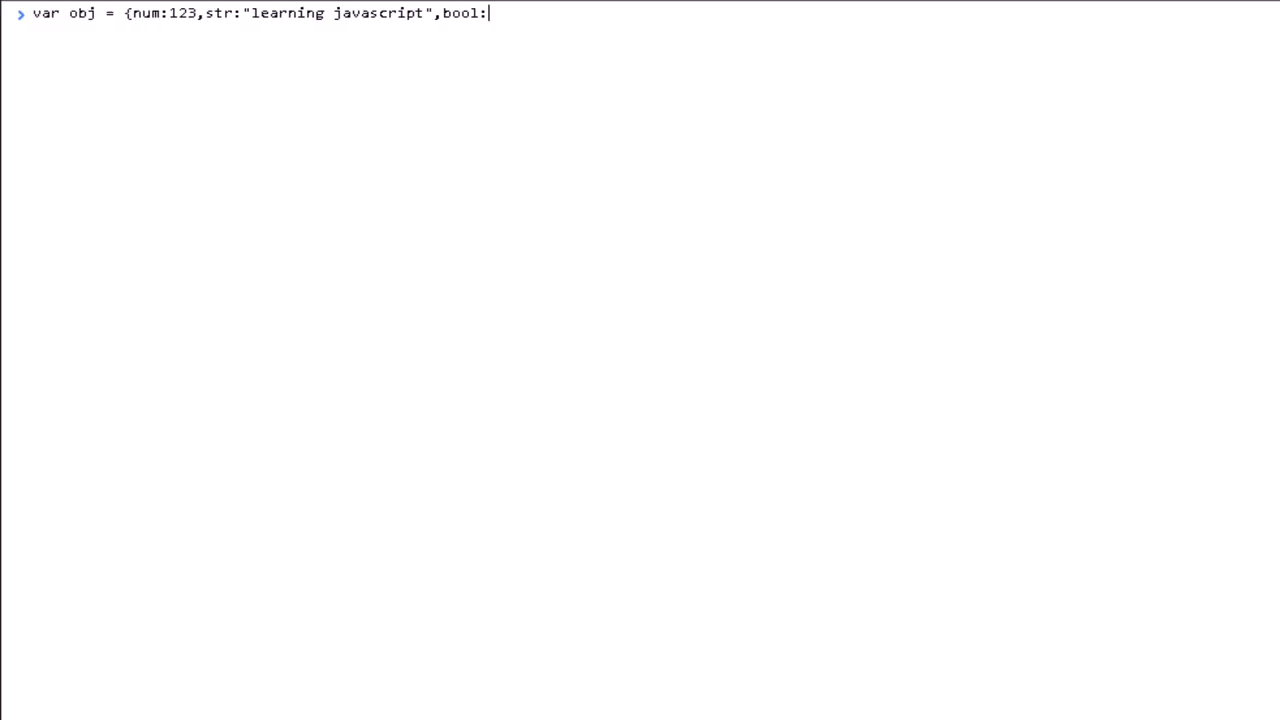 var obj = {num:123,str:"learning javascript",bool: